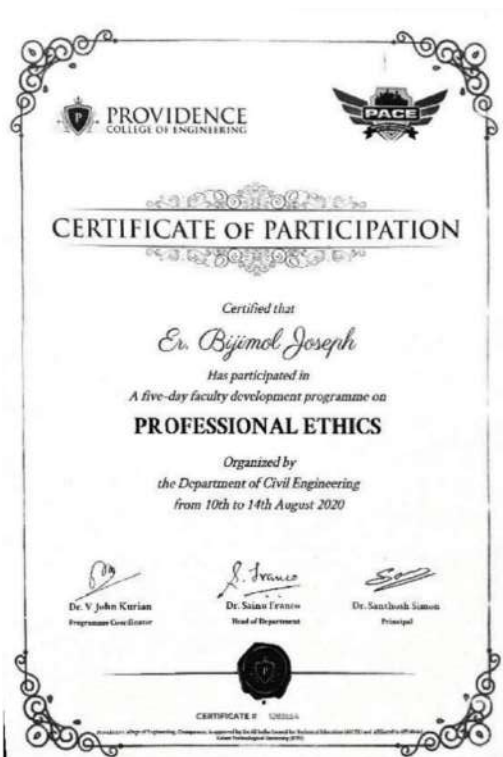 PROVIDENCE
COLLEGE OF ENGINEERING
PACE
CERTIFICATE OF PARTICIPATION
Certified that
Er. Bijimol Joseph
Has participated in
A five-day faculty development programme on
PROFESSIONAL ETHICS
Organized by
the Department of Civil Engineering
from 10th to 14th August 2020
Dr. V John Kurian
Programme Coordinator
Dr. Sainu Franco
Head of Department
Dr. Santhosh Simon
Principal
CERTIFICATE #